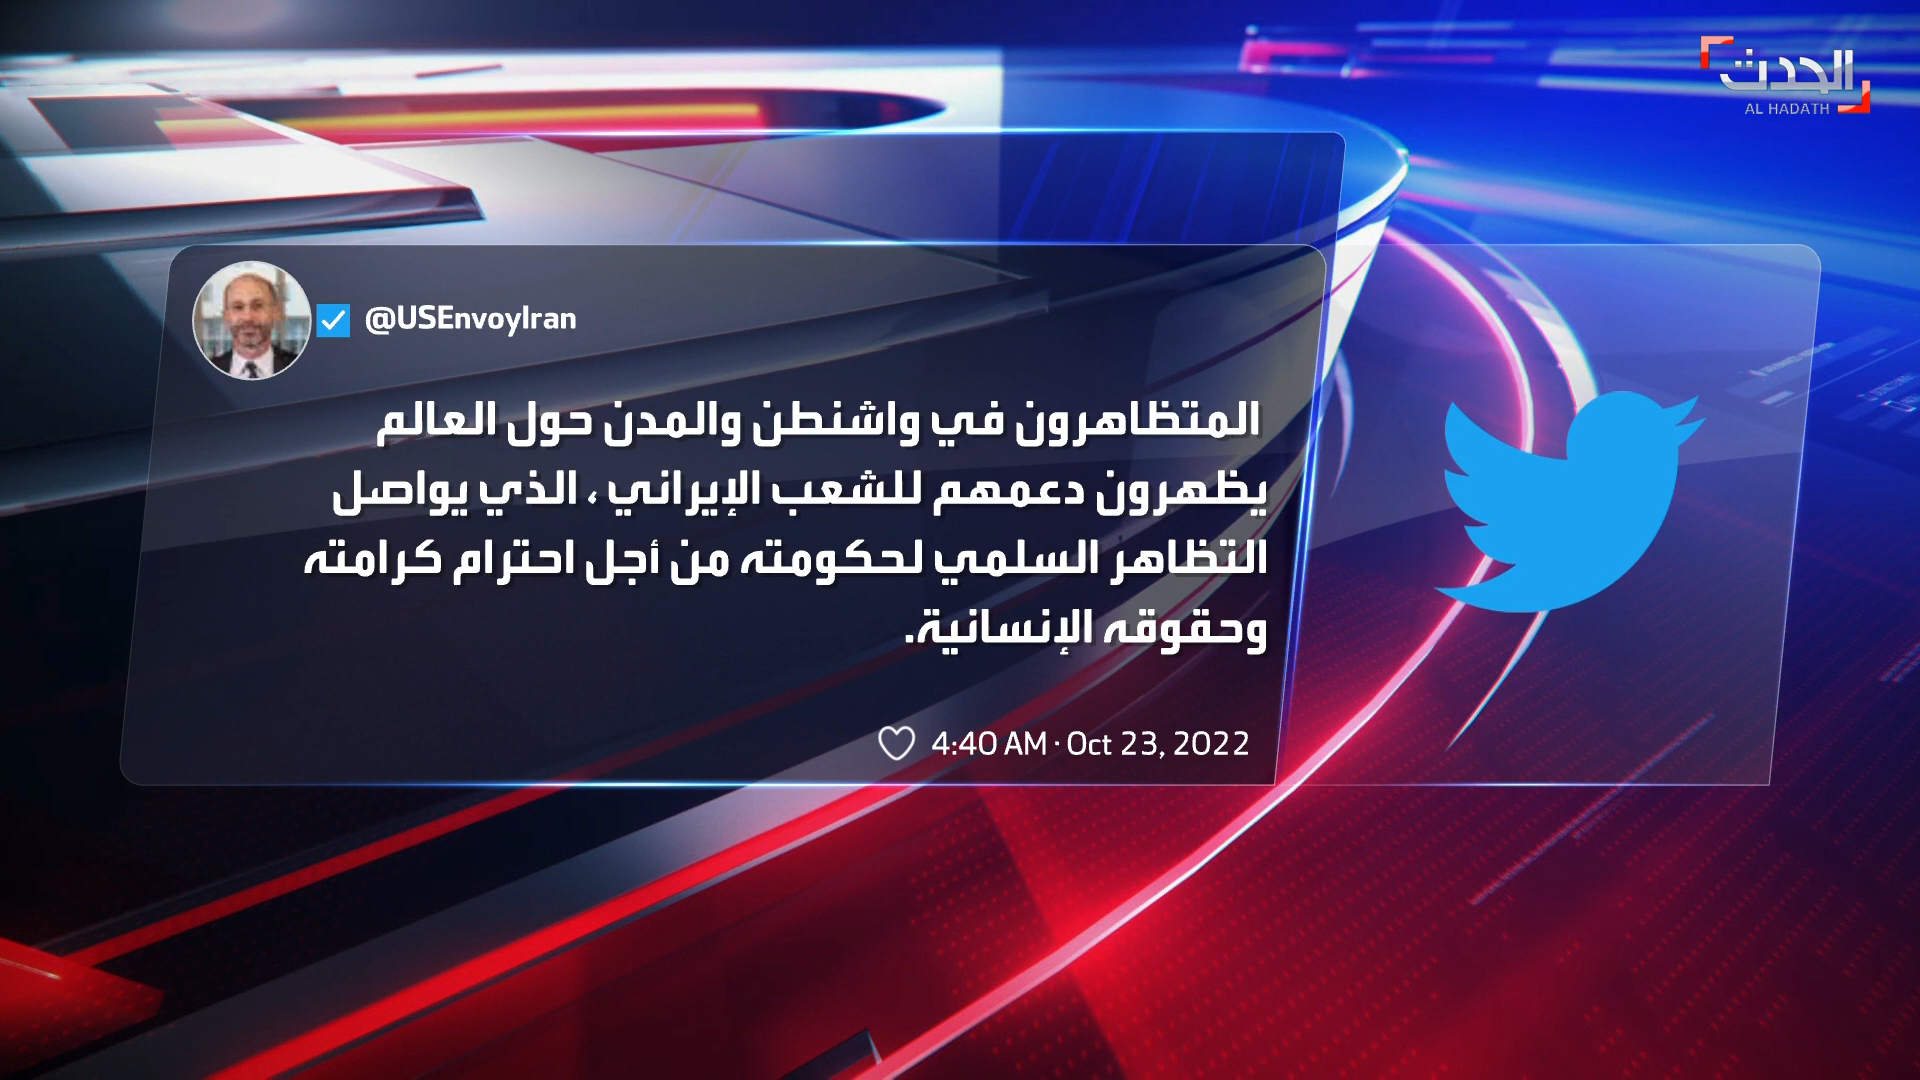 الحدث
AL HADATH
@USEnvoyIran
المتظاهرون في واشنطن والمدن حول العالم
يظهرون دعمهم للشعب الإيراني ، الذي يواصل
التظاهر السلمي لحكومته من أجل احترام كرامته
وحقوقه الإنسانية.
4:40 AM · Oct 23, 2022